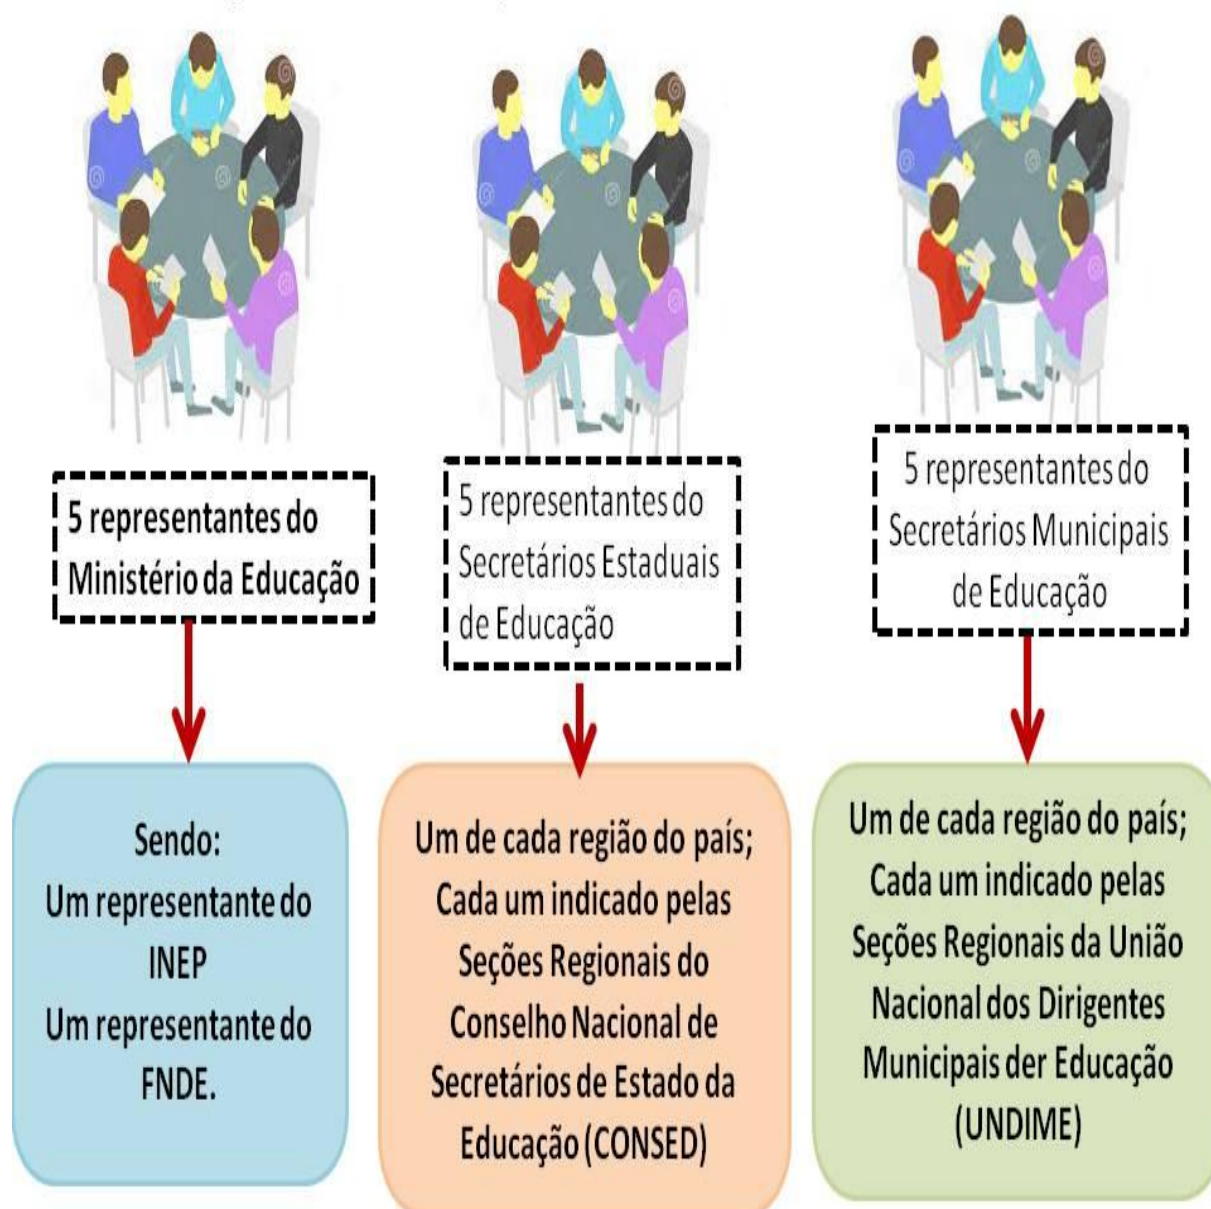 5 representantes do
Ministério da Educação
5 representantes do
Secretários Estaduais
de Educação
5 representantes do
Secretários Municipais
de Educação
Sendo:
Um representante do
INEP
Um representante do
FNDE.
Um de cada região do país;
Cada um indicado pelas
Seções Regionais do
Conselho Nacional de
Secretários de Estado da
Educação (CONSED)
Um de cada região do país;
Cada um indicado pelas
Seções Regionais da União
Nacional dos Dirigentes
Municipais der Educação
(UNDIME)